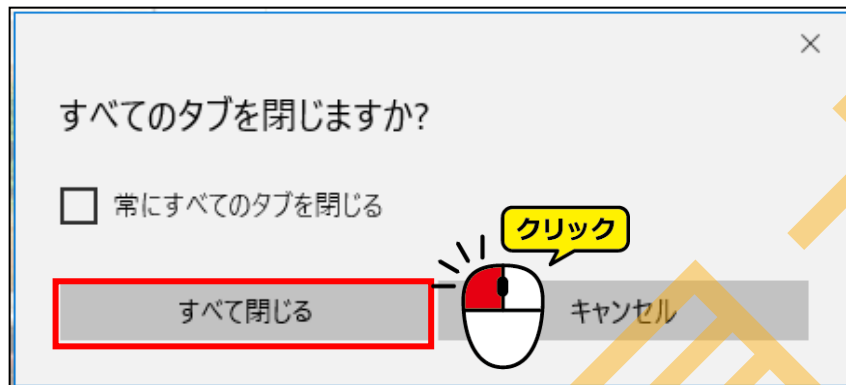 すべてのタブを閉じますか?
常にすべてのタブを閉じる
クリック
すべて閉じる
キャンセル